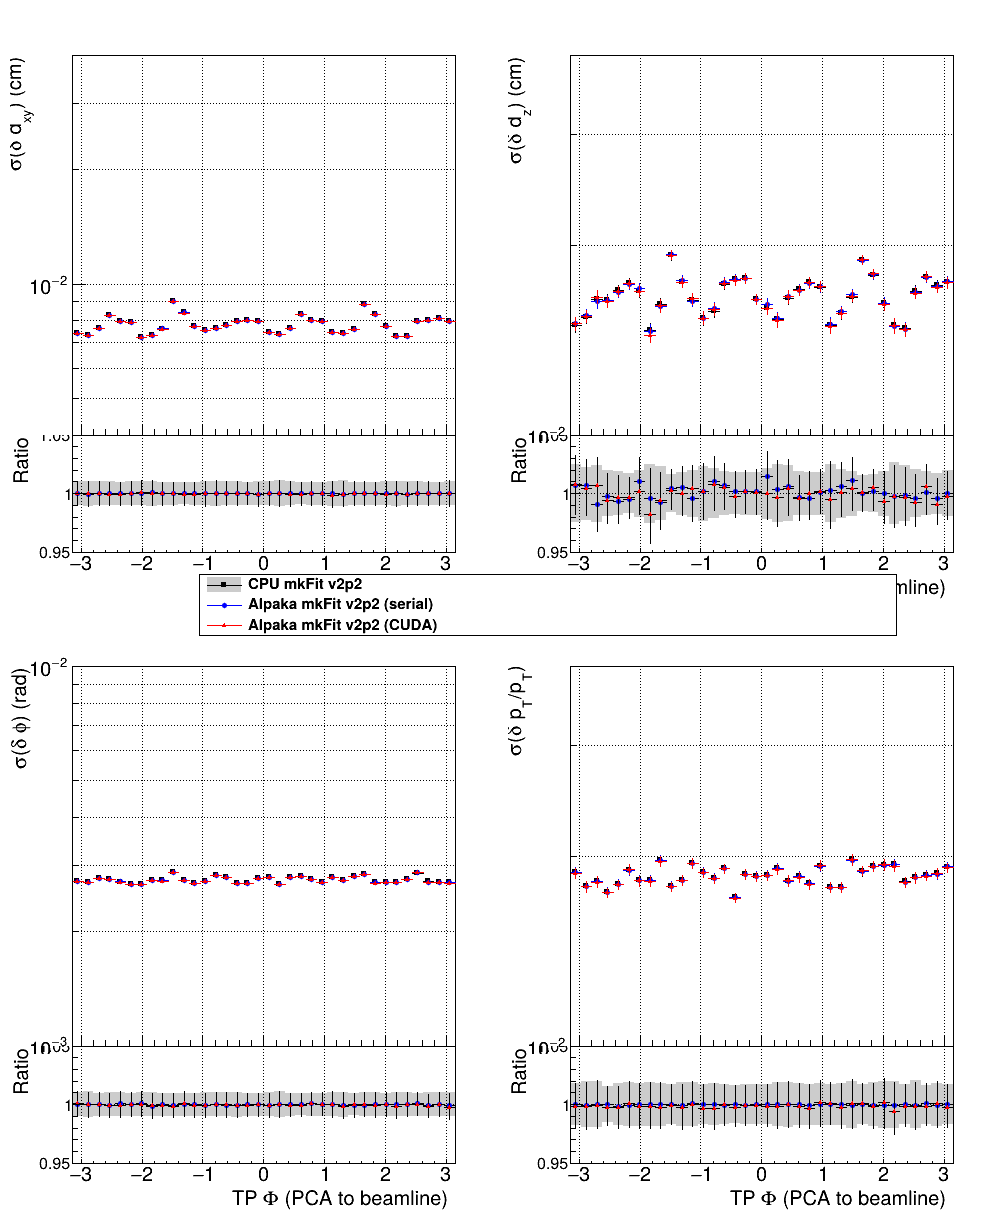 σ(δ d_xy) (cm)
10^−2
Ratio
1
0.95
−3 −2 −1 0 1 2 3
σ(δ d_z) (cm)
Ratio
1
0.95
−3 −2 −1 0 1 2 3
mline)
CPU mkFit v2p2
Alpaka mkFit v2p2 (serial)
Alpaka mkFit v2p2 (CUDA)
σ(δ φ) (rad)
10^−2
Ratio
1
0.95
−3 −2 −1 0 1 2 3
TP Φ (PCA to beamline)
σ(δ p_T/p_T)
Ratio
1
0.95
−3 −2 −1 0 1 2 3
TP Φ (PCA to beamline)